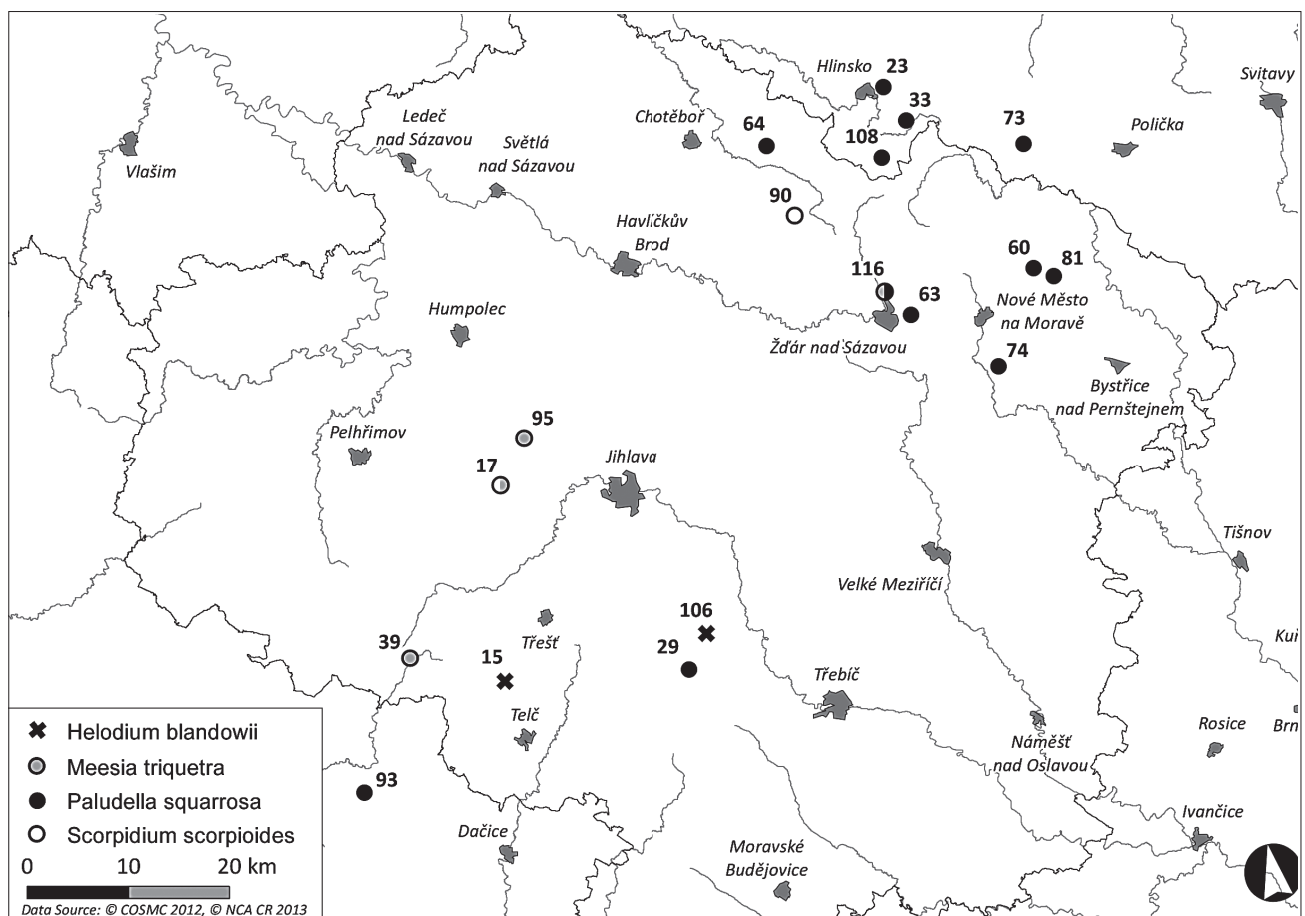 Hlinsko
23
Svitavy
Ledeč
nad Sázavou
Chotěboř
33
73
Polička
64
108
Světlá
nad Sázavou
Vlašim
90
Havlíčkův
Brod
60
81
116
63
Nové Město
na Moravě
Humpolec
Žďár nad Sázavou
74
Bystřice
nad Pernštejnem
95
Pelhřimov
17
Jihlava
Tišnov
Velké Meziříčí
106
Kuř
39
Třešť
15
29
Třebíč
Telč
Rosice
Brn
Náměšť
nad Oslavou
93
Ivančice
Dačice
Moravské
Budějovice
Helodium blandowii
Meesia triquetra
Paludella squarrosa
Scorpidium scorpioides
0 10 20 km
Data Source: © COSMC 2012, © NCA CR 2013